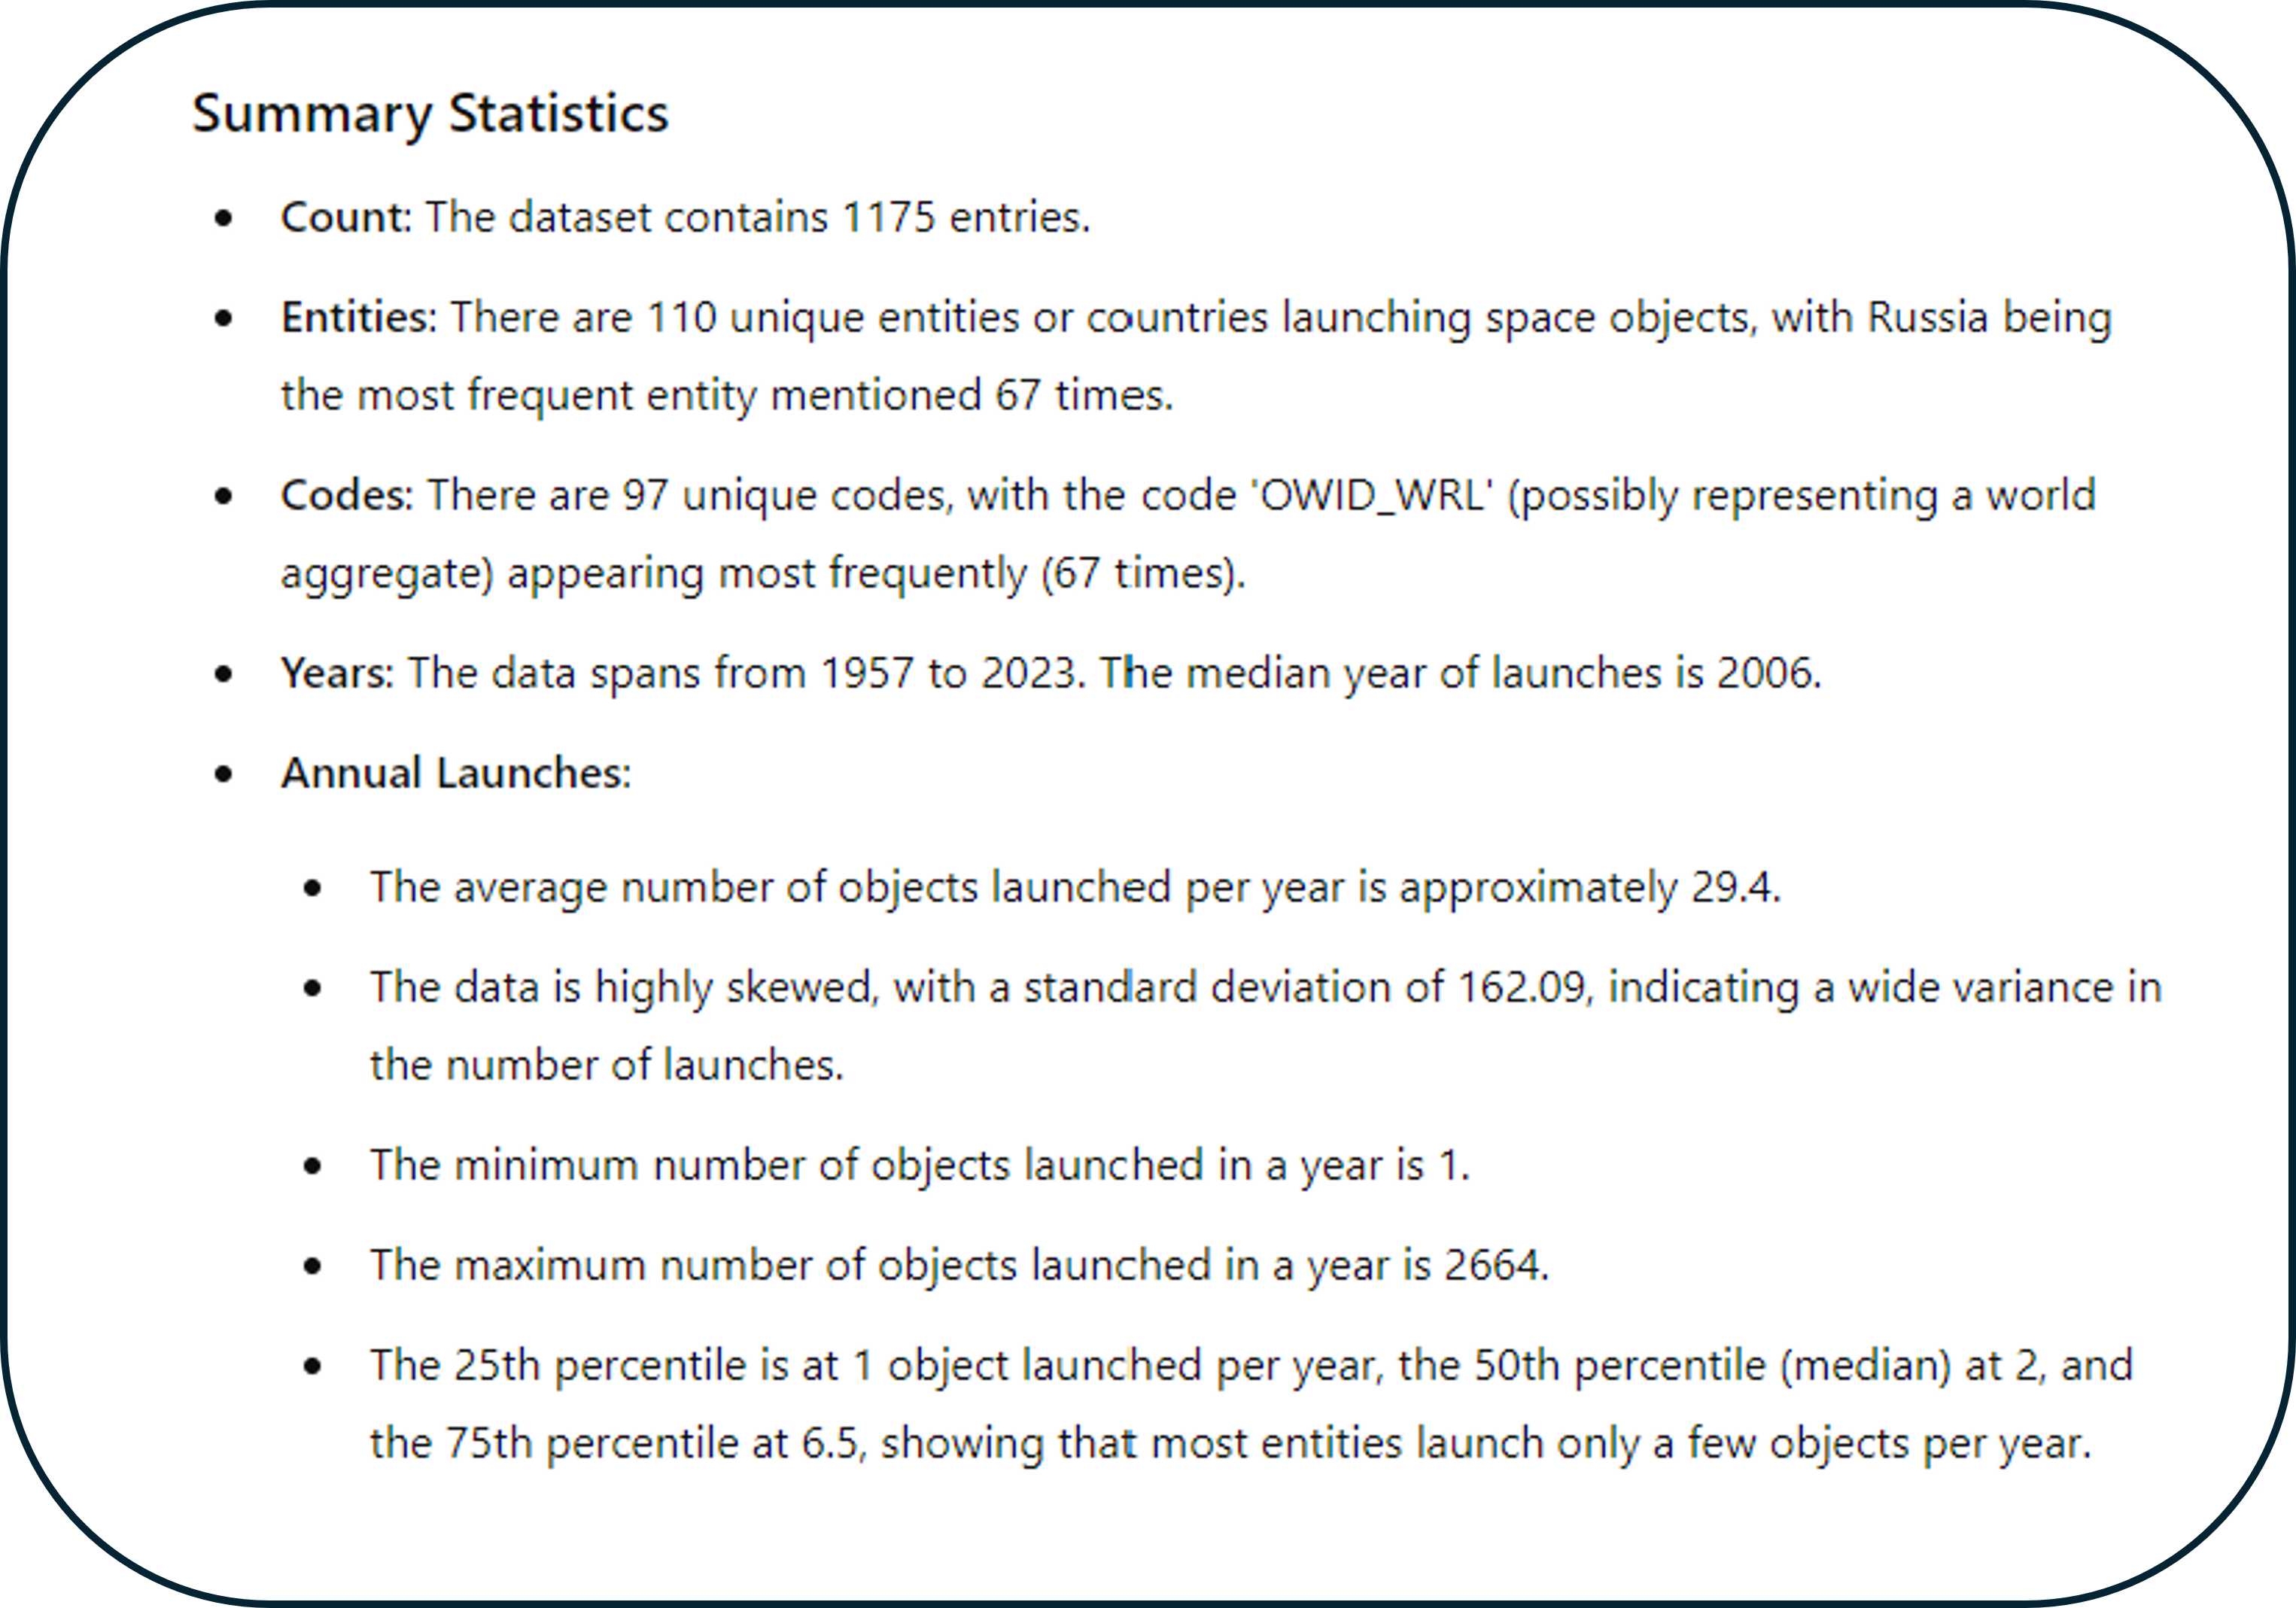 Summary Statistics
• Count: The dataset contains 1175 entries.
• Entities: There are 110 unique entities or countries launching space objects, with Russia being
the most frequent entity mentioned 67 times.
• Codes: There are 97 unique codes, with the code 'OWID_WRL' (possibly representing a world
aggregate) appearing most frequently (67 times).
• Years: The data spans from 1957 to 2023. The median year of launches is 2006.
• Annual Launches:
• The average number of objects launched per year is approximately 29.4.
• The data is highly skewed, with a standard deviation of 162.09, indicating a wide variance in
the number of launches.
• The minimum number of objects launched in a year is 1.
• The maximum number of objects launched in a year is 2664.
• The 25th percentile is at 1 object launched per year, the 50th percentile (median) at 2, and
the 75th percentile at 6.5, showing that most entities launch only a few objects per year.